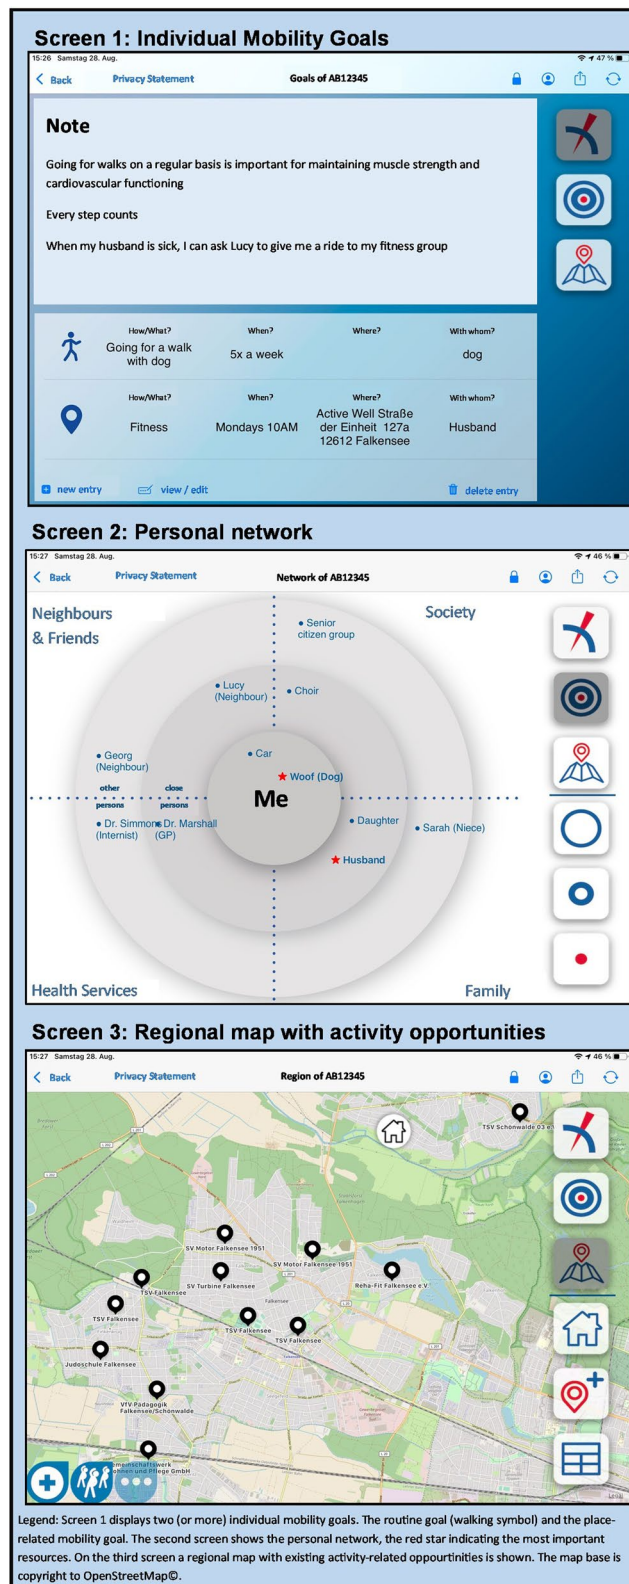 Screen 1: Individual Mobility Goals
15:26 Samstag 28. Aug.
47 %
Back
Privacy Statement
Goals of AB12345
Note
Going for walks on a regular basis is important for maintaining muscle strength and
cardiovascular functioning
Every step counts
When my husband is sick, I can ask Lucy to give me a ride to my fitness group
How/What? When? Where? With whom?
Going for a walk
with dog
5x a week
dog
How/What? When? Where? With whom?
Fitness
Mondays 10AM
Active Well Straße
der Einheit 127a
12612 Falkensee
Husband
new entry
view / edit
delete entry
Screen 2: Personal network
15:27 Samstag 28. Aug.
46 %
Back
Privacy Statement
Network of AB12345
Neighbours
& Friends
Society
Senior
citizen group
Lucy
(Neighbour)
Choir
Georg
(Neighbour)
Car
Woof (Dog)
other
persons
close
persons
Me
Dr. Simmons
(Internist)
Dr. Marshall
(GP)
Daughter
Sarah (Niece)
Husband
Health Services
Family
Screen 3: Regional map with activity opportunities
15:27 Samstag 28. Aug.
46 %
Back
Privacy Statement
Region of AB12345
TSV Schonwalde 03 e
SV Motor Falkensee 1951
SV Motor Falkensee 1951
SV Turbine Falkensee
Reha-Fit Falkensee e.V.
TSV-Falkensee
TSV Falkensee
TSV Falkensee
TSV Falkensee
Falkensee
Judoschule Falkensee
VfV Pädagogik
Falkensee/Schönwalde
emeinschaftswerk
ohnen und Pflege GmbH
Legend: Screen 1 displays two (or more) individual mobility goals. The routine goal (walking symbol) and the place-
related mobility goal. The second screen shows the personal network, the red star indicating the most important
resources. On the third screen a regional map with existing activity-related oppourtinities is shown. The map base is
copyright to OpenStreetMap©.